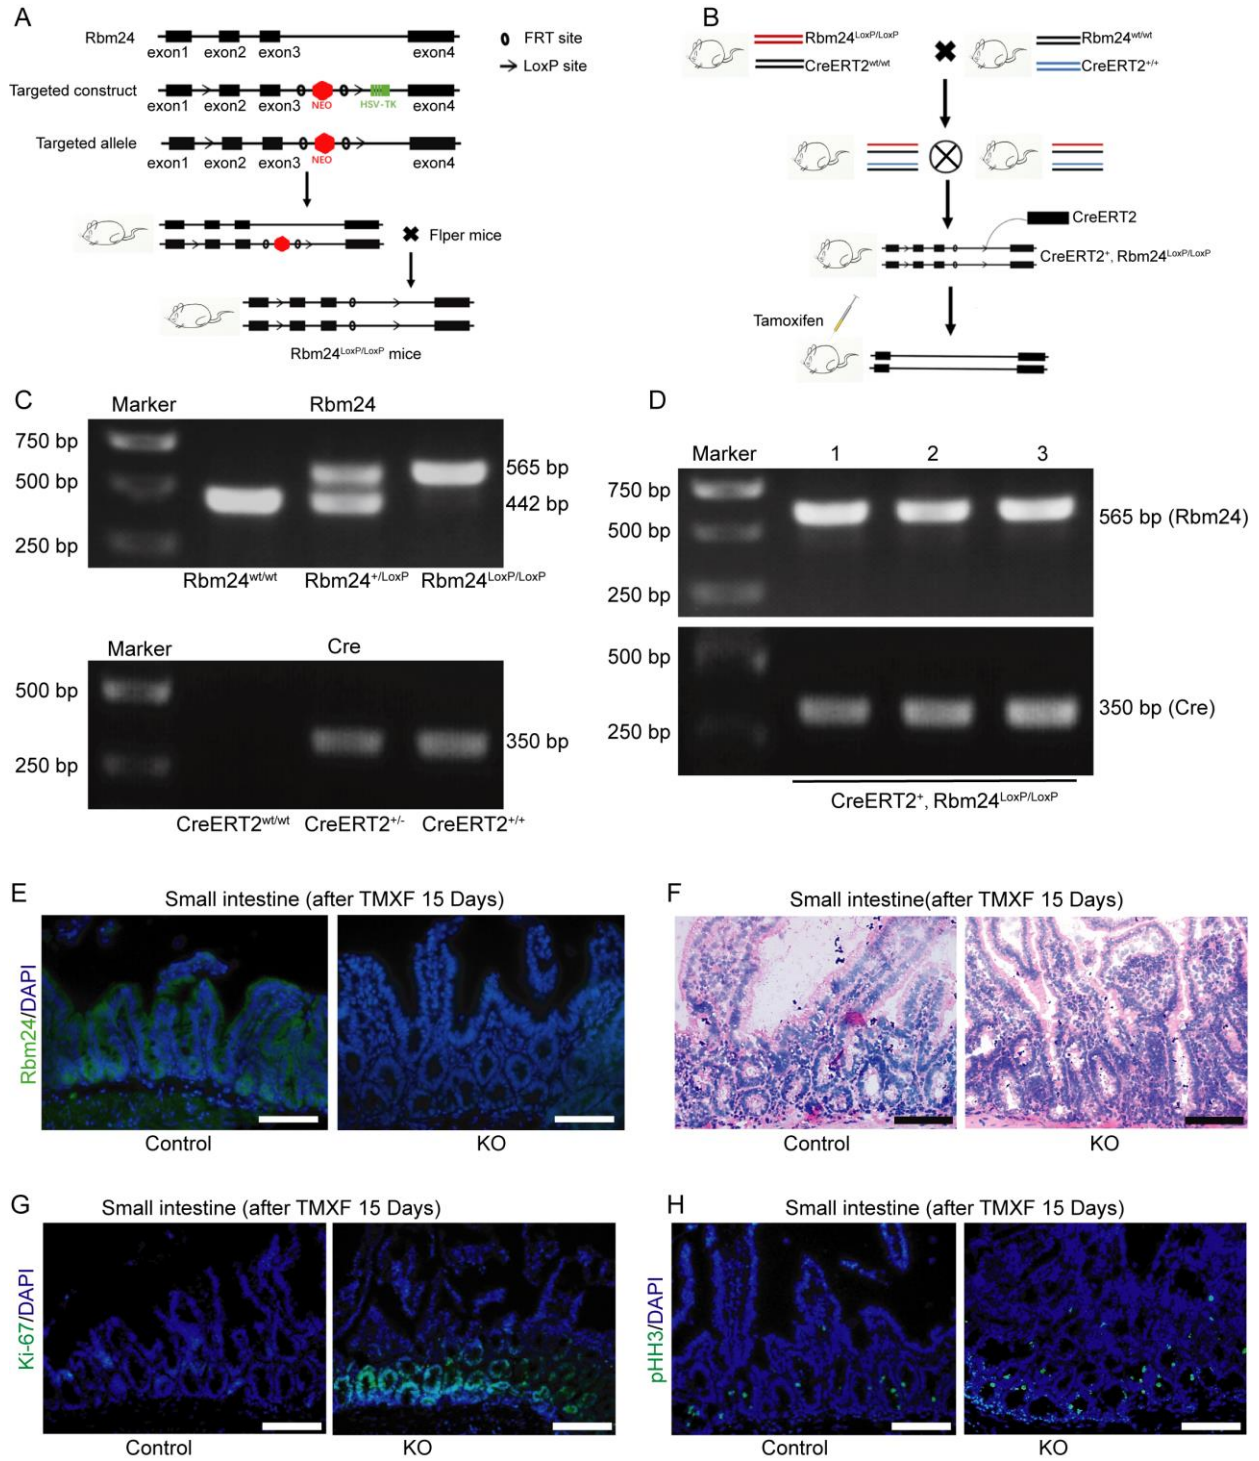 A
Rbm24
exon1 exon2 exon3 exon4
FRT site
LoxP site
Targeted construct
exon1 exon2 exon3 NEO HSV-TK exon4
Targeted allele
exon1 exon2 exon3 NEO exon4
Flper mice
Rbm24LoxP/LoxP mice
B
Rbm24LoxP/LoxP
CreERT2wt/wt
Rbm24wt/wt
CreERT2+/+
CreERT2
CreERT2+, Rbm24LoxP/LoxP
Tamoxifen
C
Marker Rbm24
750 bp
500 bp
250 bp
565 bp
442 bp
Rbm24wt/wt Rbm24+/LoxP Rbm24LoxP/LoxP
Marker Cre
500 bp
250 bp
350 bp
CreERT2wt/wt CreERT2+/- CreERT2+/+
D
Marker 1 2 3
750 bp
500 bp
250 bp
565 bp (Rbm24)
500 bp
250 bp
350 bp (Cre)
CreERT2+, Rbm24LoxP/LoxP
E
Small intestine (after TMXF 15 Days)
Rbm24/DAPI
Control KO
F
Small intestine(after TMXF 15 Days)
Control KO
G
Small intestine (after TMXF 15 Days)
Ki-67/DAPI
Control KO
H
Small intestine (after TMXF 15 Days)
pHH3/DAPI
Control KO